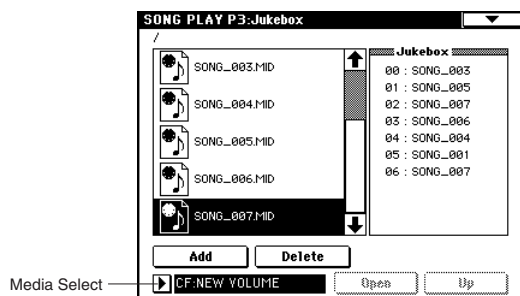 SONG PLAY P3:Jukebox
/
SONG_003.MID
SONG_004.MID
SONG_005.MID
SONG_006.MID
SONG_007.MID
Jukebox
00 : SONG_003
01 : SONG_005
02 : SONG_007
03 : SONG_006
04 : SONG_004
05 : SONG_001
06 : SONG_007
Add Delete
Media Select
CF:NEW VOLUME Open Up